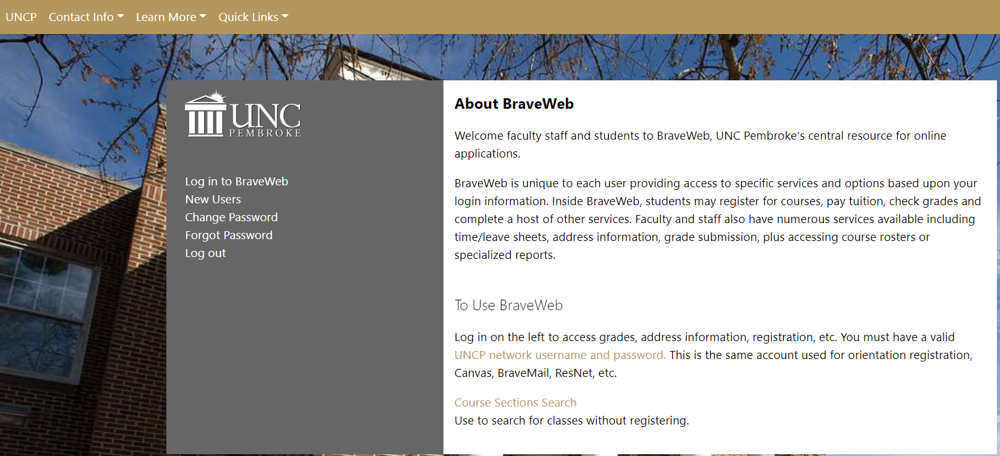 UNCP Contact Info Learn More Quick Links
UNC
PEMBROKE
Log in to BraveWeb
New Users
Change Password
Forgot Password
Log out
About BraveWeb
Welcome faculty staff and students to BraveWeb, UNC Pembroke's central resource for online
applications.
BraveWeb is unique to each user providing access to specific services and options based upon your
login information. Inside BraveWeb, students may register for courses, pay tuition, check grades and
complete a host of other services. Faculty and staff also have numerous services available including
time/leave sheets, address information, grade submission, plus accessing course rosters or
specialized reports.
To Use BraveWeb
Log in on the left to access grades, address information, registration, etc. You must have a valid
UNCP network username and password. This is the same account used for orientation registration,
Canvas, BraveMail, ResNet, etc.
Course Sections Search
Use to search for classes without registering.